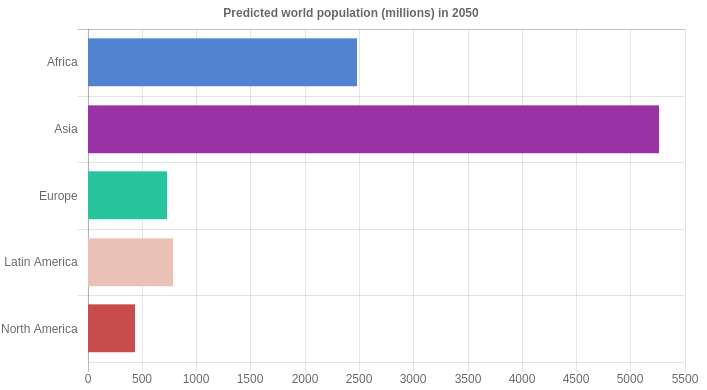 Predicted world population (millions) in 2050
Africa
Asia
Europe
Latin America
North America
0 500 1000 1500 2000 2500 3000 3500 4000 4500 5000 5500